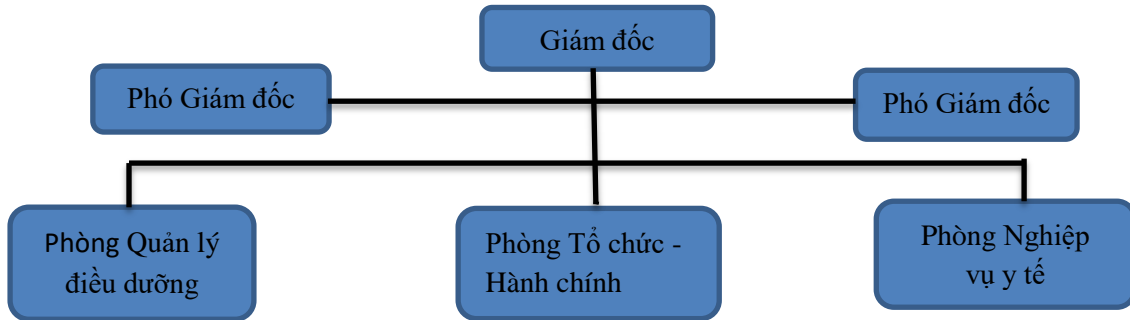 Giám đốc
Phó Giám đốc
Phó Giám đốc
Phòng Quản lý
điều dưỡng
Phòng Tổ chức -
Hành chính
Phòng Nghiệp
vụ y tế